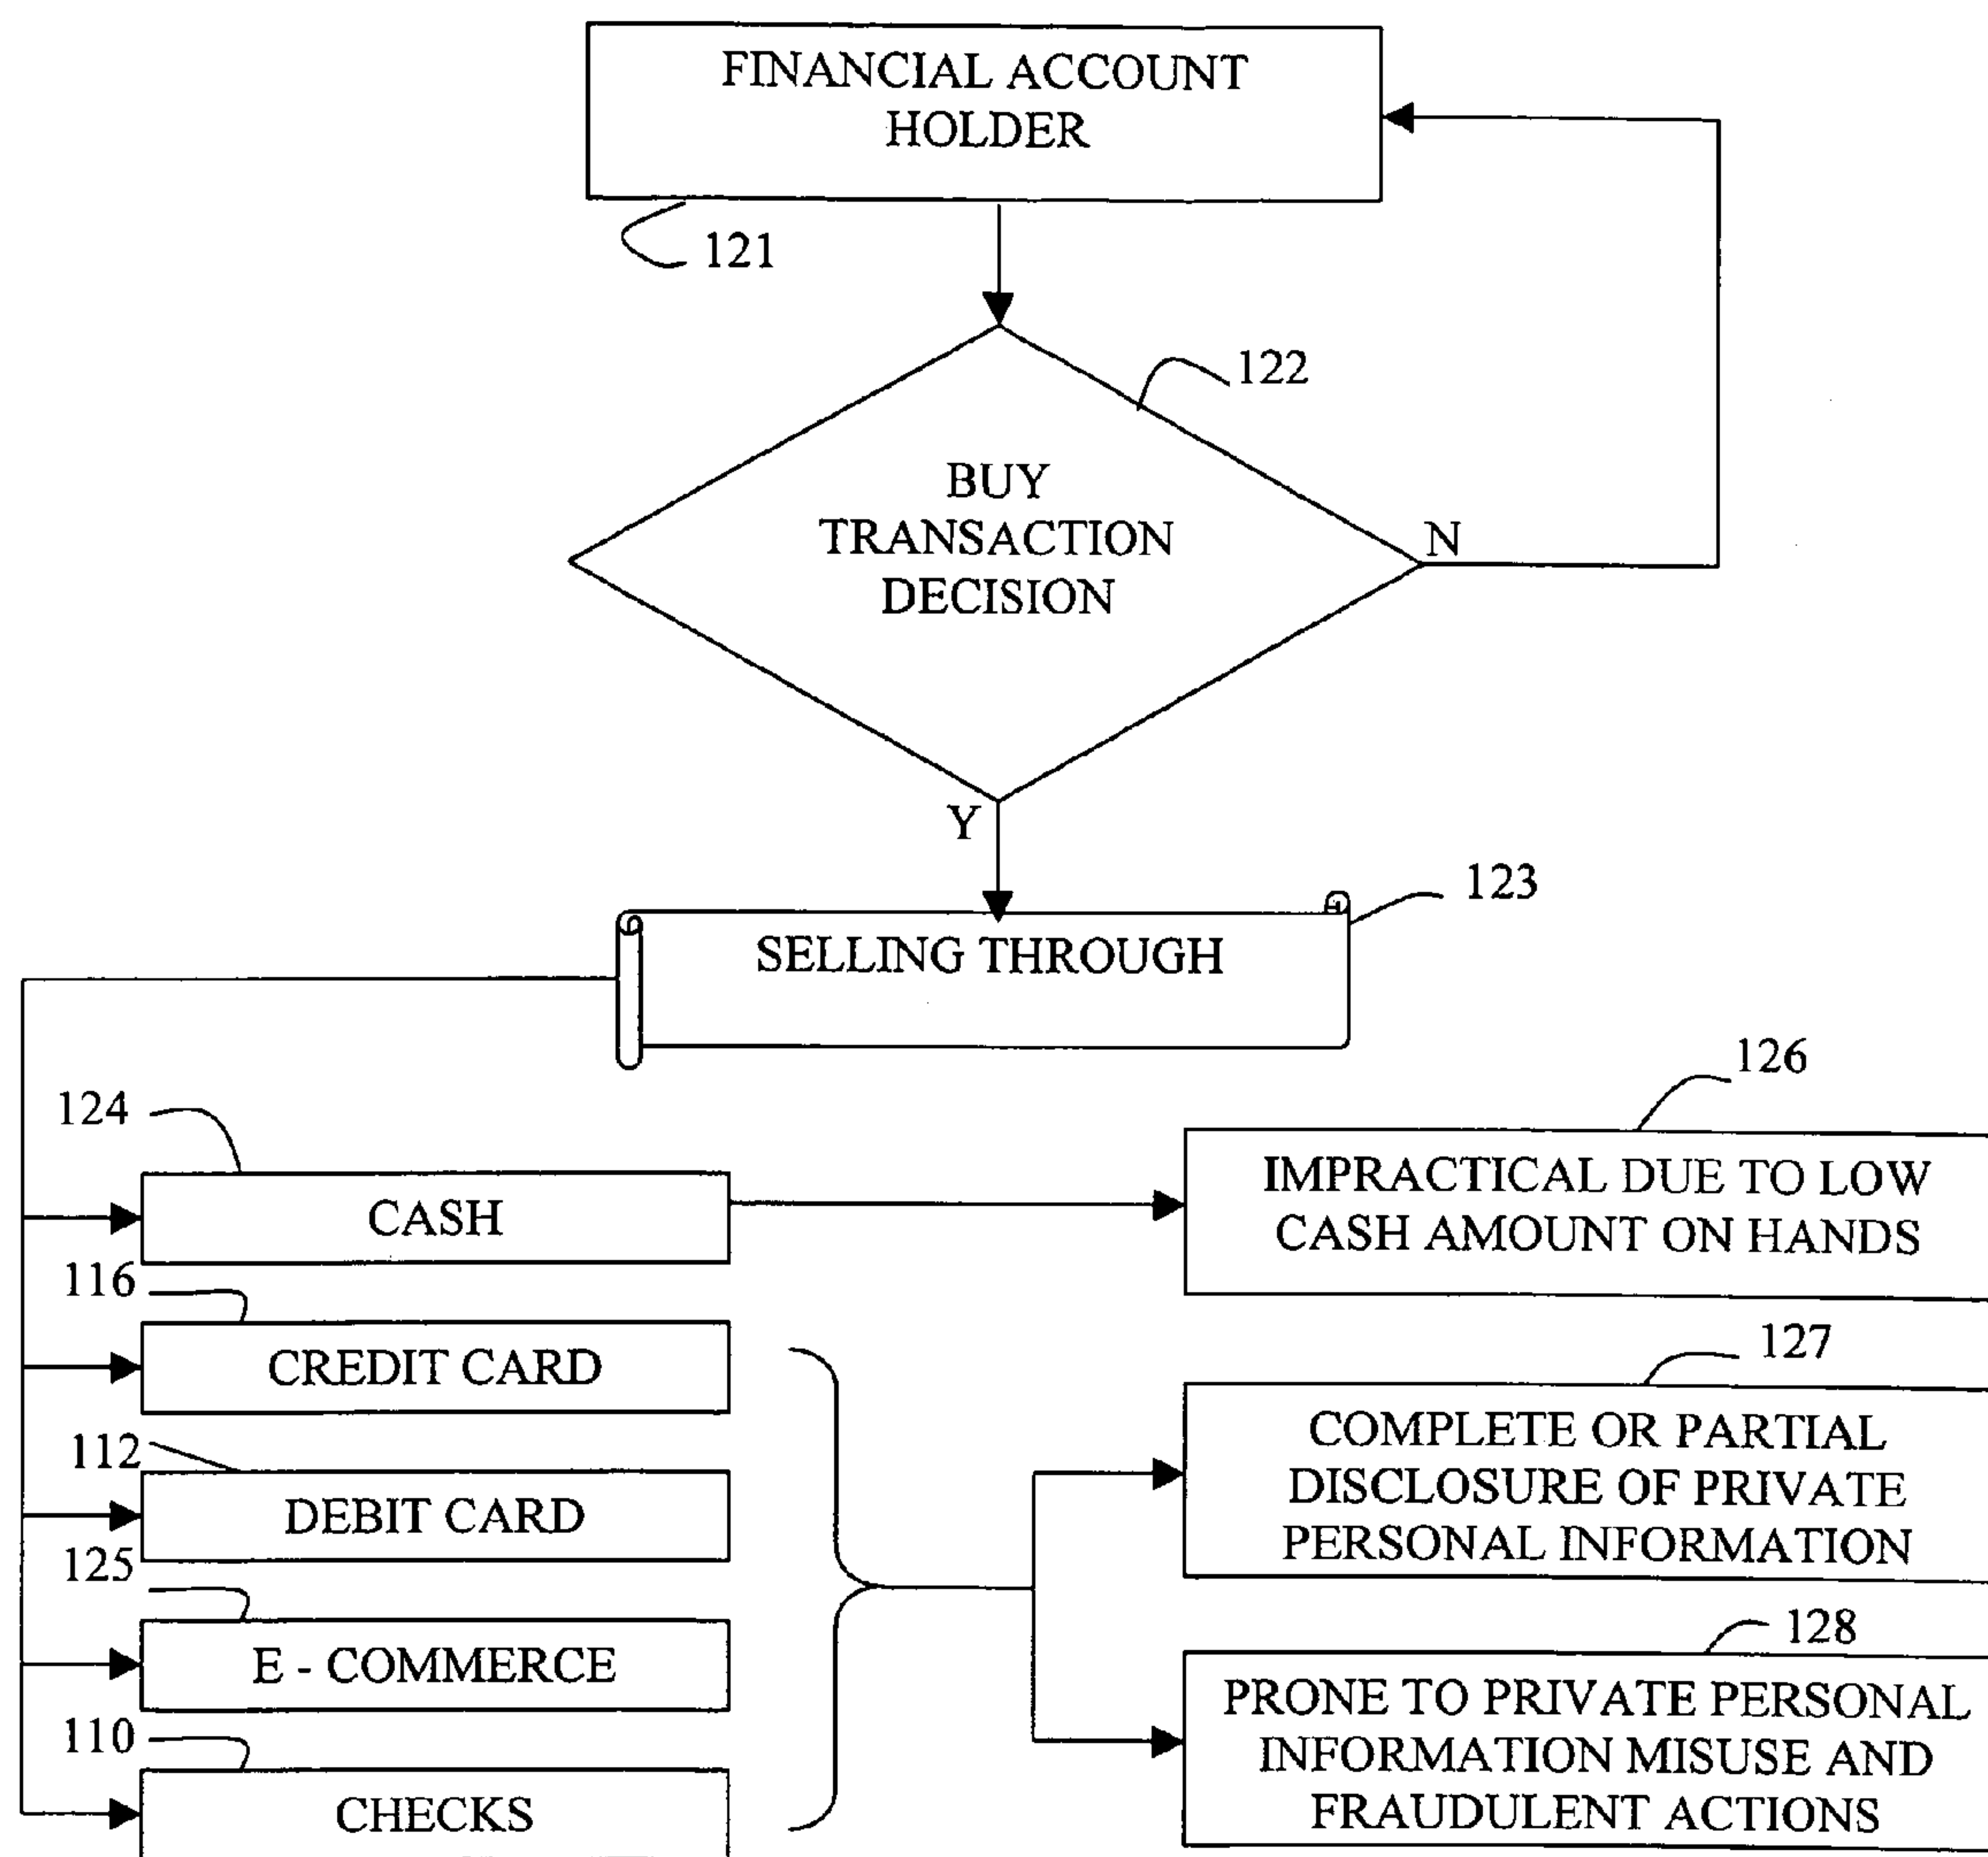 FINANCIAL ACCOUNT
HOLDER
121
122
BUY
TRANSACTION
DECISION
N
Y
123
SELLING THROUGH
124
CASH
126
IMPRACTICAL DUE TO LOW
CASH AMOUNT ON HANDS
116
CREDIT CARD
127
COMPLETE OR PARTIAL
DISCLOSURE OF PRIVATE
PERSONAL INFORMATION
112
DEBIT CARD
125
E - COMMERCE
128
PRONE TO PRIVATE PERSONAL
INFORMATION MISUSE AND
FRAUDULENT ACTIONS
110
CHECKS